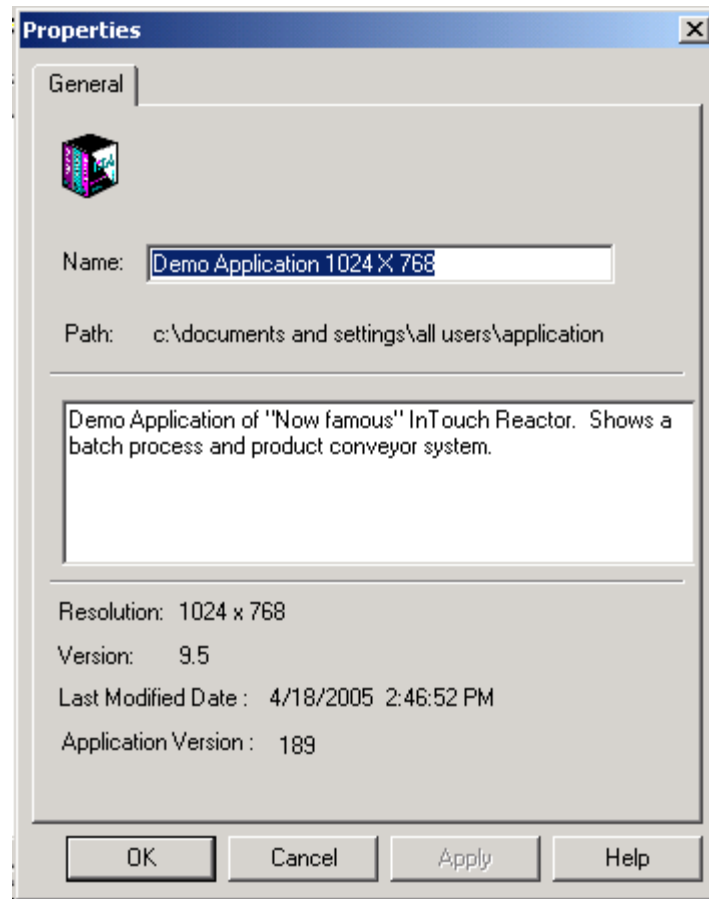 Properties
General
Name: Demo Application 1024 X 768
Path: c:\documents and settings\all users\application
Demo Application of "Now famous" InTouch Reactor.  Shows a
batch process and product conveyor system.
Resolution: 1024 x 768
Version: 9.5
Last Modified Date : 4/18/2005  2:46:52 PM
Application Version : 189
OK Cancel Apply Help